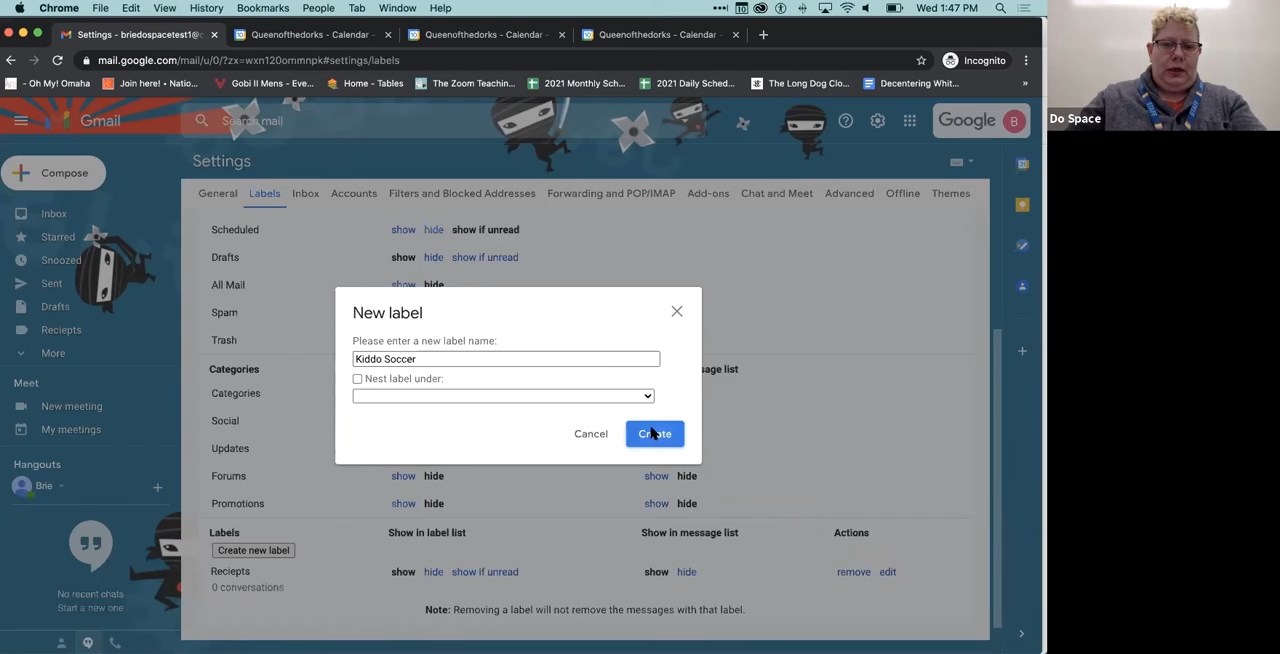 Chrome File Edit View History Bookmarks People Tab Window Help Wed 1:47 PM
Settings - briedospacetest1@c Queenofthedorks - Calendar - Queenofthedorks - Calendar - Queenofthedorks - Calendar -
mail.google.com/mail/u/0/?zx=wxn120ommnpk#settings/labels Incognito
- Oh My! Omaha Join here! • Natio... Gobi II Mens - Eve... Home - Tables The Zoom Teaching... 2021 Monthly Sch... 2021 Daily Sched... The Long Dog Clo... Decentering Whit... »
Gmail Search mail Google B
Do Space
Settings
Compose
General Labels Inbox Accounts Filters and Blocked Addresses Forwarding and POP/IMAP Add-ons Chat and Meet Advanced Offline Themes
Inbox
Starred
Snoozed
Sent
Drafts
Reciepts
More
Meet
New meeting
My meetings
Hangouts
Brie
No recent chats
Start a new one
Scheduled show hide show if unread
Drafts show hide show if unread
All Mail show hide
Spam
Trash
Categories
Categories
Social
Updates
Forums show hide show hide
Promotions show hide show hide
New label
Please enter a new label name:
Kiddo Soccer
Nest label under:
Cancel Create
Labels Show in label list Show in message list Actions
Create new label
Reciepts show hide show if unread show hide remove edit
0 conversations
Note: Removing a label will not remove the messages with that label.